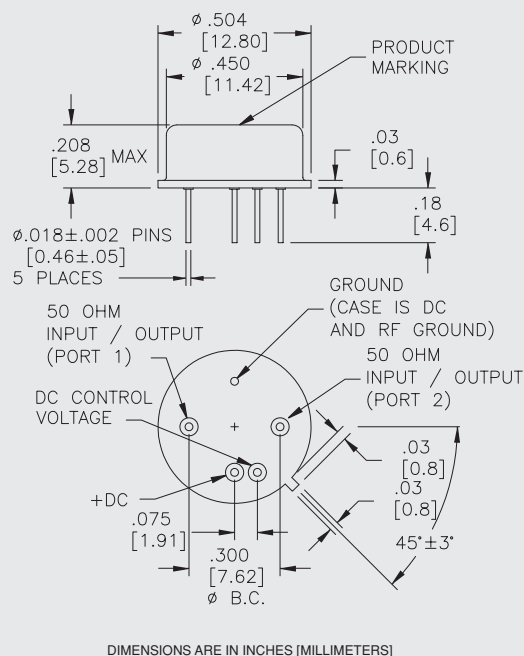 ø .504
[12.80]
ø .450
[11.42]
PRODUCT
MARKING
.208
[5.28] MAX
.03
[0.6]
.18
[4.6]
ø.018±.002 PINS
[0.46±.05]
5 PLACES
GROUND
(CASE IS DC
AND RF GROUND)
50 OHM
INPUT / OUTPUT
(PORT 1)
50 OHM
INPUT / OUTPUT
(PORT 2)
DC CONTROL
VOLTAGE
+DC
.03
[0.8]
.03
[0.8]
.075
[1.91]
.300
[7.62]
ø B.C.
45°±3°
DIMENSIONS ARE IN INCHES [MILLIMETERS]